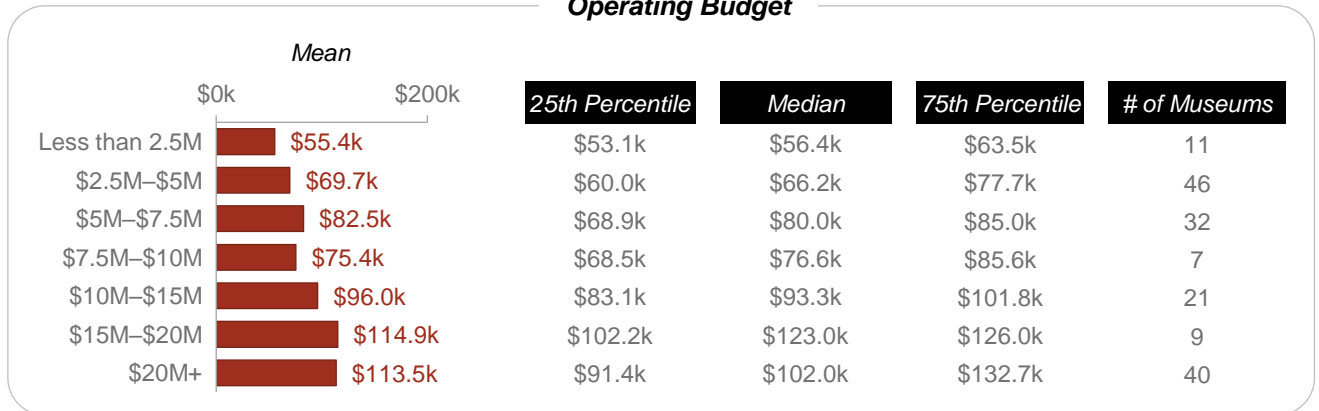 Operating Budget
Mean
$0k $200k 25th Percentile Median 75th Percentile # of Museums
Less than 2.5M $55.4k $53.1k $56.4k $63.5k 11
$2.5M–$5M $69.7k $60.0k $66.2k $77.7k 46
$5M–$7.5M $82.5k $68.9k $80.0k $85.0k 32
$7.5M–$10M $75.4k $68.5k $76.6k $85.6k 7
$10M–$15M $96.0k $83.1k $93.3k $101.8k 21
$15M–$20M $114.9k $102.2k $123.0k $126.0k 9
$20M+ $113.5k $91.4k $102.0k $132.7k 40